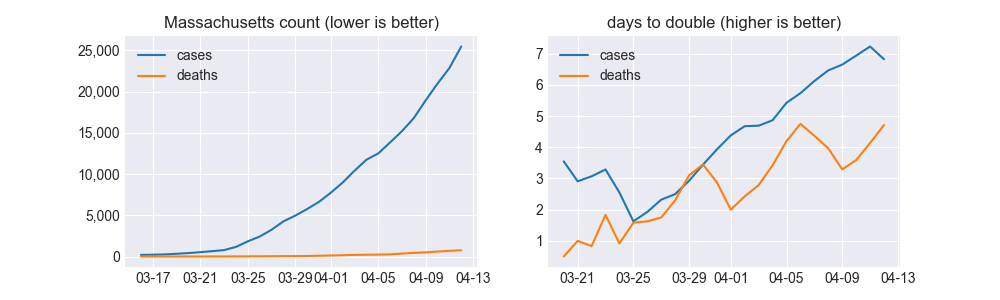 Massachusetts count (lower is better)
cases
deaths
25,000
20,000
15,000
10,000
5,000
0
03-17 03-21 03-25 03-29 04-01 04-05 04-09 04-13
days to double (higher is better)
cases
deaths
7
6
5
4
3
2
1
03-21 03-25 03-29 04-01 04-05 04-09 04-13